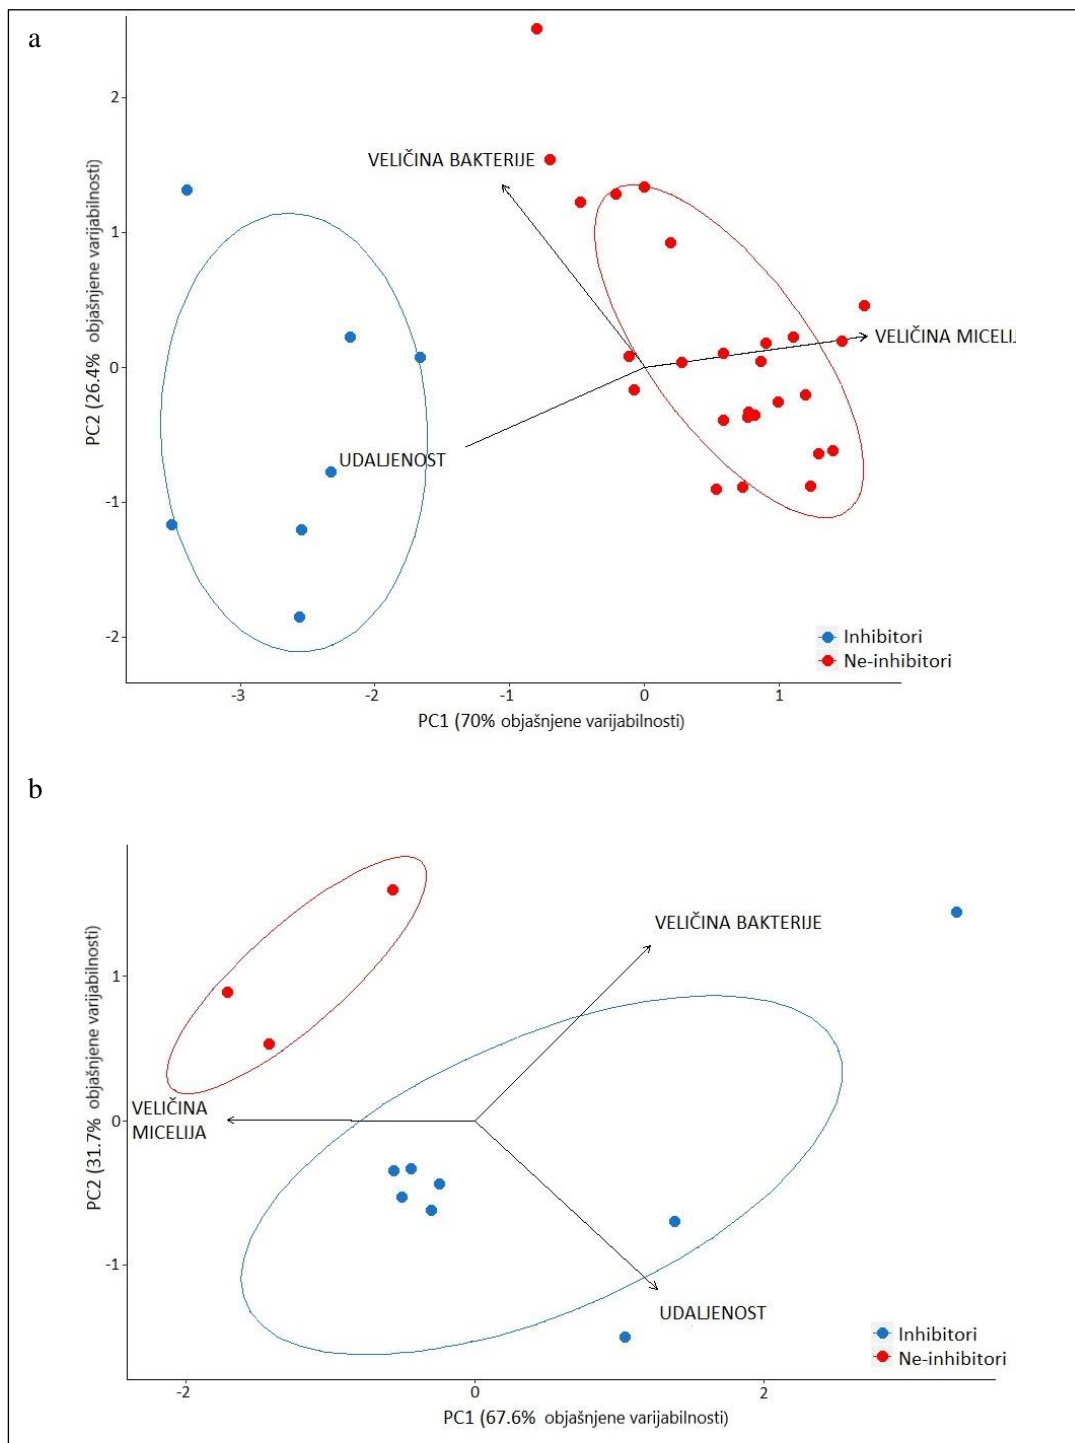 a
2
1
0
-1
-2
PC2 (26.4% objašnjene varijabilnosti)
VELIČINA BAKTERIJE
VELIČINA MICELIJ
UDALJENOST
Inhibitori
Ne-inhibitori
-3
-2
-1
0
1
PC1 (70% objašnjene varijabilnosti)
b
1
0
-1
PC2 (31.7% objašnjene varijabilnosti)
VELIČINA BAKTERIJE
VELIČINA
MICELIJA
UDALJENOST
Inhibitori
Ne-inhibitori
-2
0
2
PC1 (67.6% objašnjene varijabilnosti)